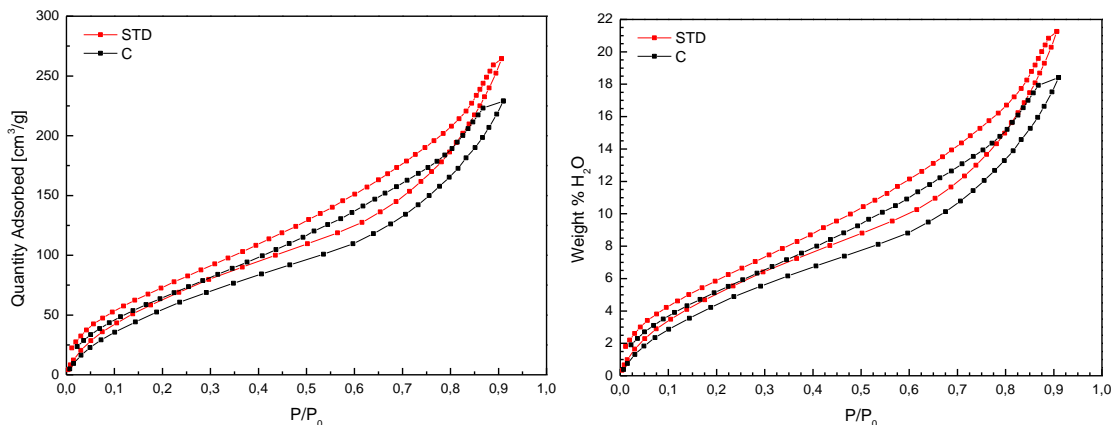 300
250
200
150
100
50
0
Quantity Adsorbed [cm³/g]
STD
C
0,0 0,1 0,2 0,3 0,4 0,5 0,6 0,7 0,8 0,9 1,0
P/P₀
22
20
18
16
14
12
10
8
6
4
2
0
Weight % H₂O
STD
C
0,0 0,1 0,2 0,3 0,4 0,5 0,6 0,7 0,8 0,9 1,0
P/P₀